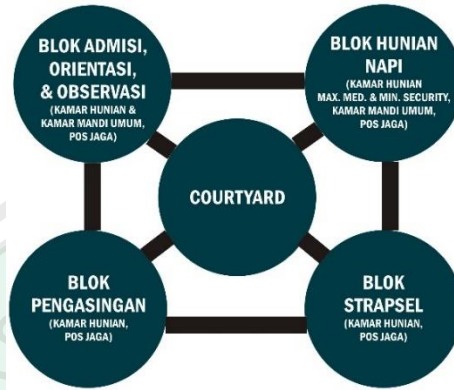 BLOK ADMISI,
ORIENTASI,
& OBSERVASI
(KAMAR HUNIAN &
KAMAR MANDI UMUM,
POS JAGA)
BLOK HUNIAN
NAPI
(KAMAR HUNIAN
MAX. MED. & MIN. SECURITY,
KAMAR MANDI UMUM,
POS JAGA)
COURTYARD
BLOK
PENGASINGAN
(KAMAR HUNIAN,
POS JAGA)
BLOK
STRAPSEL
(KAMAR HUNIAN,
POS JAGA)